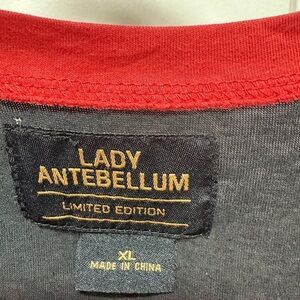 LADY
ANTEBELLUM
LIMITED EDITION
XL
MADE IN CHINA